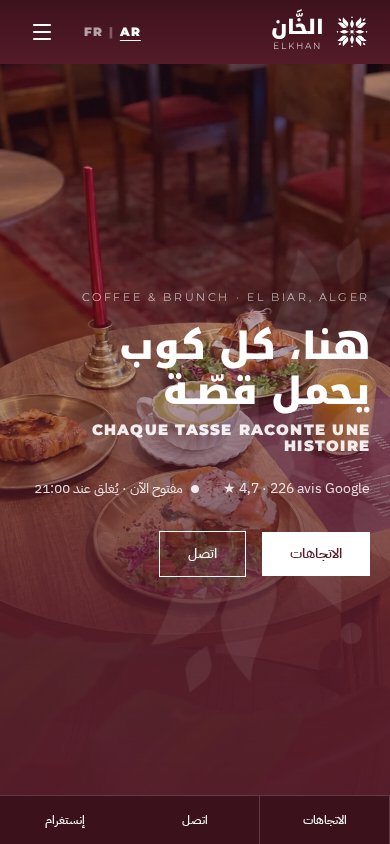 الخَّان
ELKHAN
FR | AR
COFFEE & BRUNCH · EL BIAR, ALGER
هنا، كل كوب
يحمل قصّة
CHAQUE TASSE RACONTE UNE
HISTOIRE
★ 4,7 · 226 avis Google
مفتوح الآن · يُغلق عند 21:00
الاتجاهات
اتصل
الاتجاهات
اتصل
إنستغرام